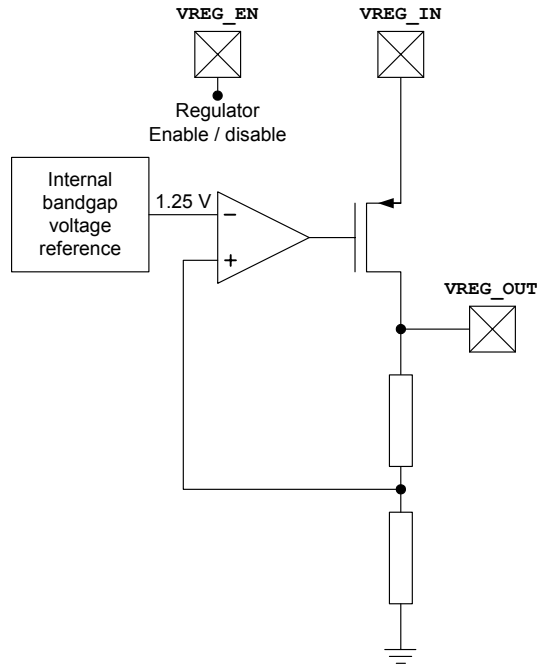 VREG_EN
VREG_IN
Regulator
Enable / disable
Internal
bandgap
voltage
reference
1.25 V
−
+
VREG_OUT